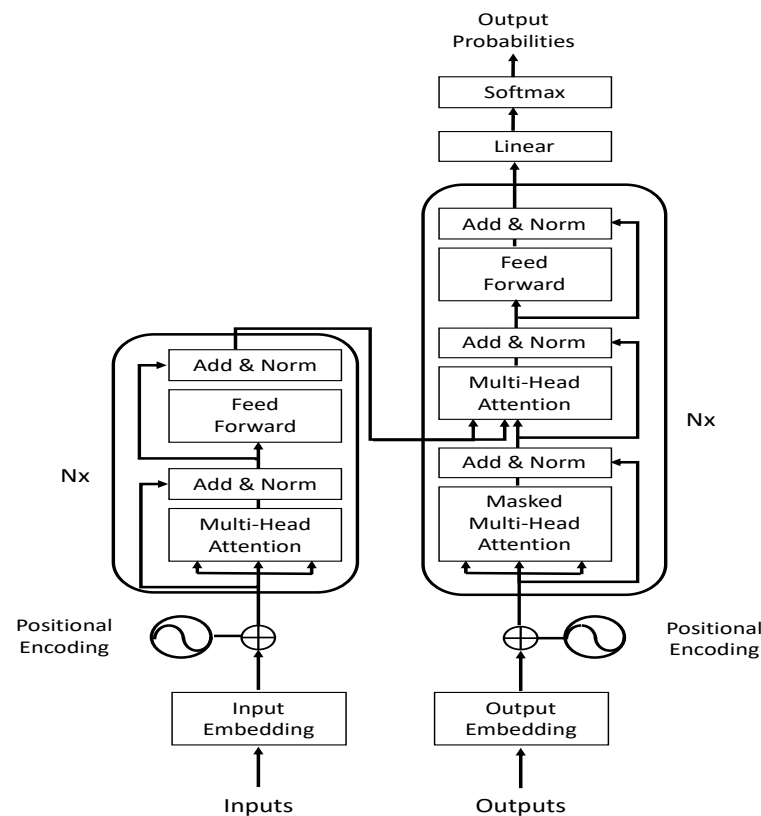 Output
Probabilities
Softmax
Linear
Add & Norm
Feed
Forward
Add & Norm
Multi-Head
Attention
Nx
Add & Norm
Masked
Multi-Head
Attention
Add & Norm
Feed
Forward
Nx
Add & Norm
Multi-Head
Attention
Positional
Encoding
Positional
Encoding
Input
Embedding
Output
Embedding
Inputs
Outputs